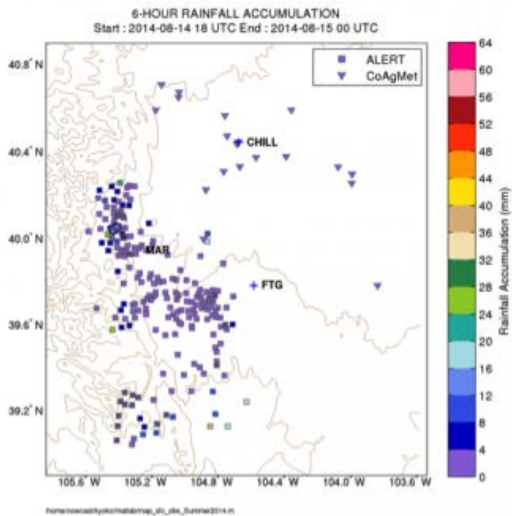 6-HOUR RAINFALL ACCUMULATION
Start : 2014-08-14 18 UTC End : 2014-08-15 00 UTC
ALERT
CoAgMet
CHILL
MAR
FTG
40.8°N
40.4°N
40.0°N
39.6°N
39.2°N
105.6°W 105.2°W 104.8°W 104.4°W 104.0°W 103.6°W
64
60
56
52
48
44
40
36
32
28
24
20
16
12
8
4
0
Rainfall Accumulation (mm)